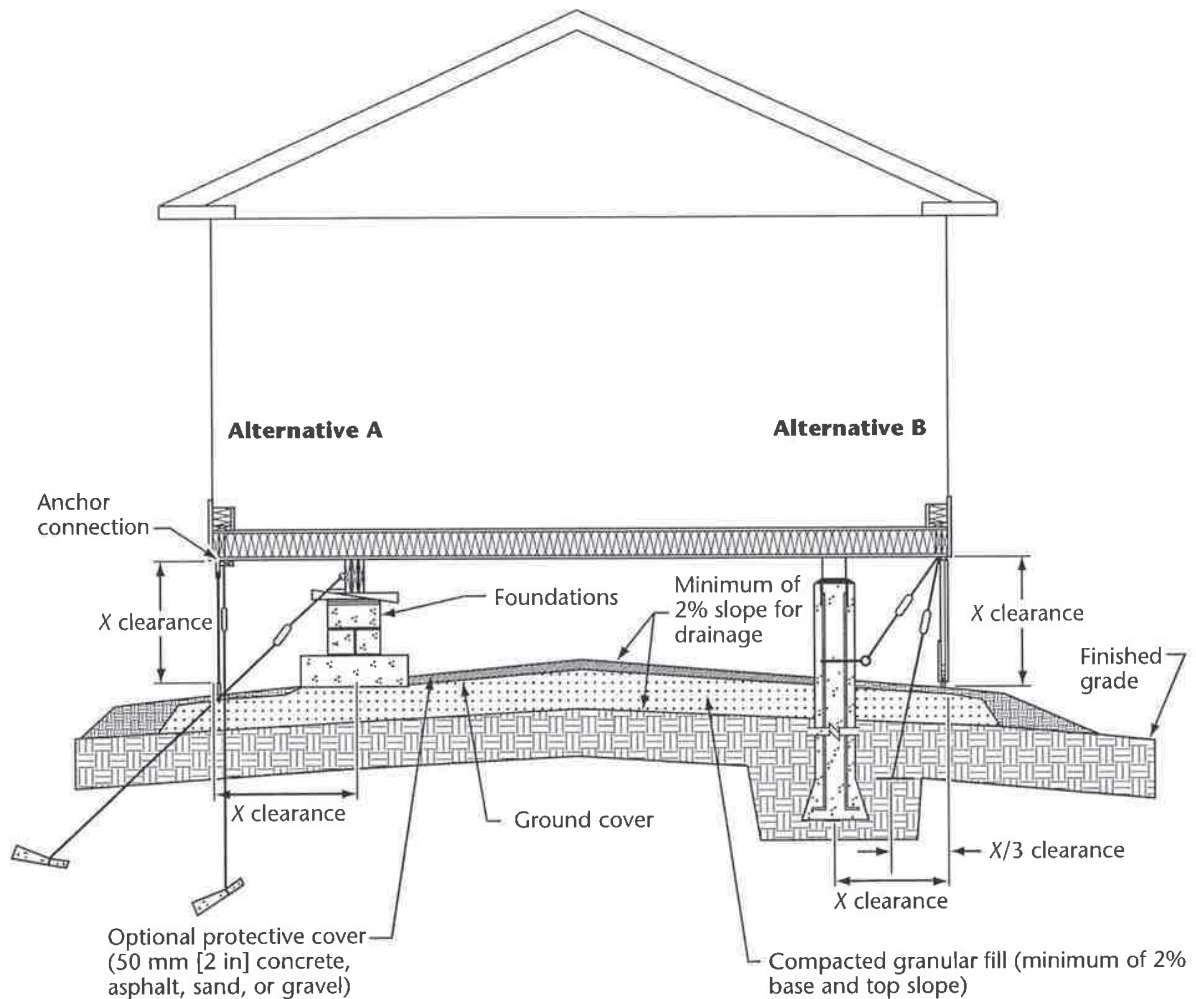 Alternative A
Alternative B
Anchor
connection
X clearance
Foundations
Minimum of
2% slope for
drainage
X clearance
Finished
grade
X clearance
Ground cover
X/3 clearance
X clearance
Optional protective cover
(50 mm [2 in] concrete,
asphalt, sand, or gravel)
Compacted granular fill (minimum of 2%
base and top slope)